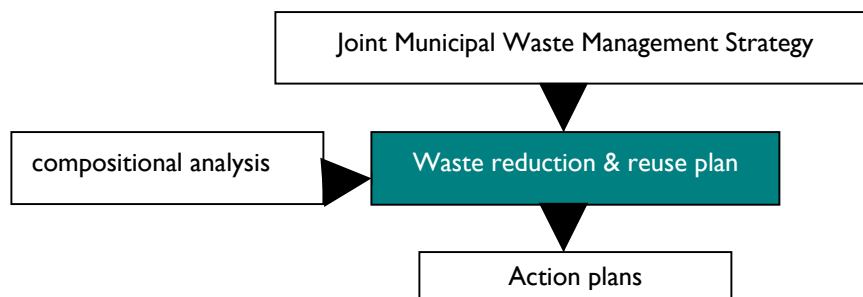 Joint Municipal Waste Management Strategy
compositional analysis
Waste reduction & reuse plan
Action plans